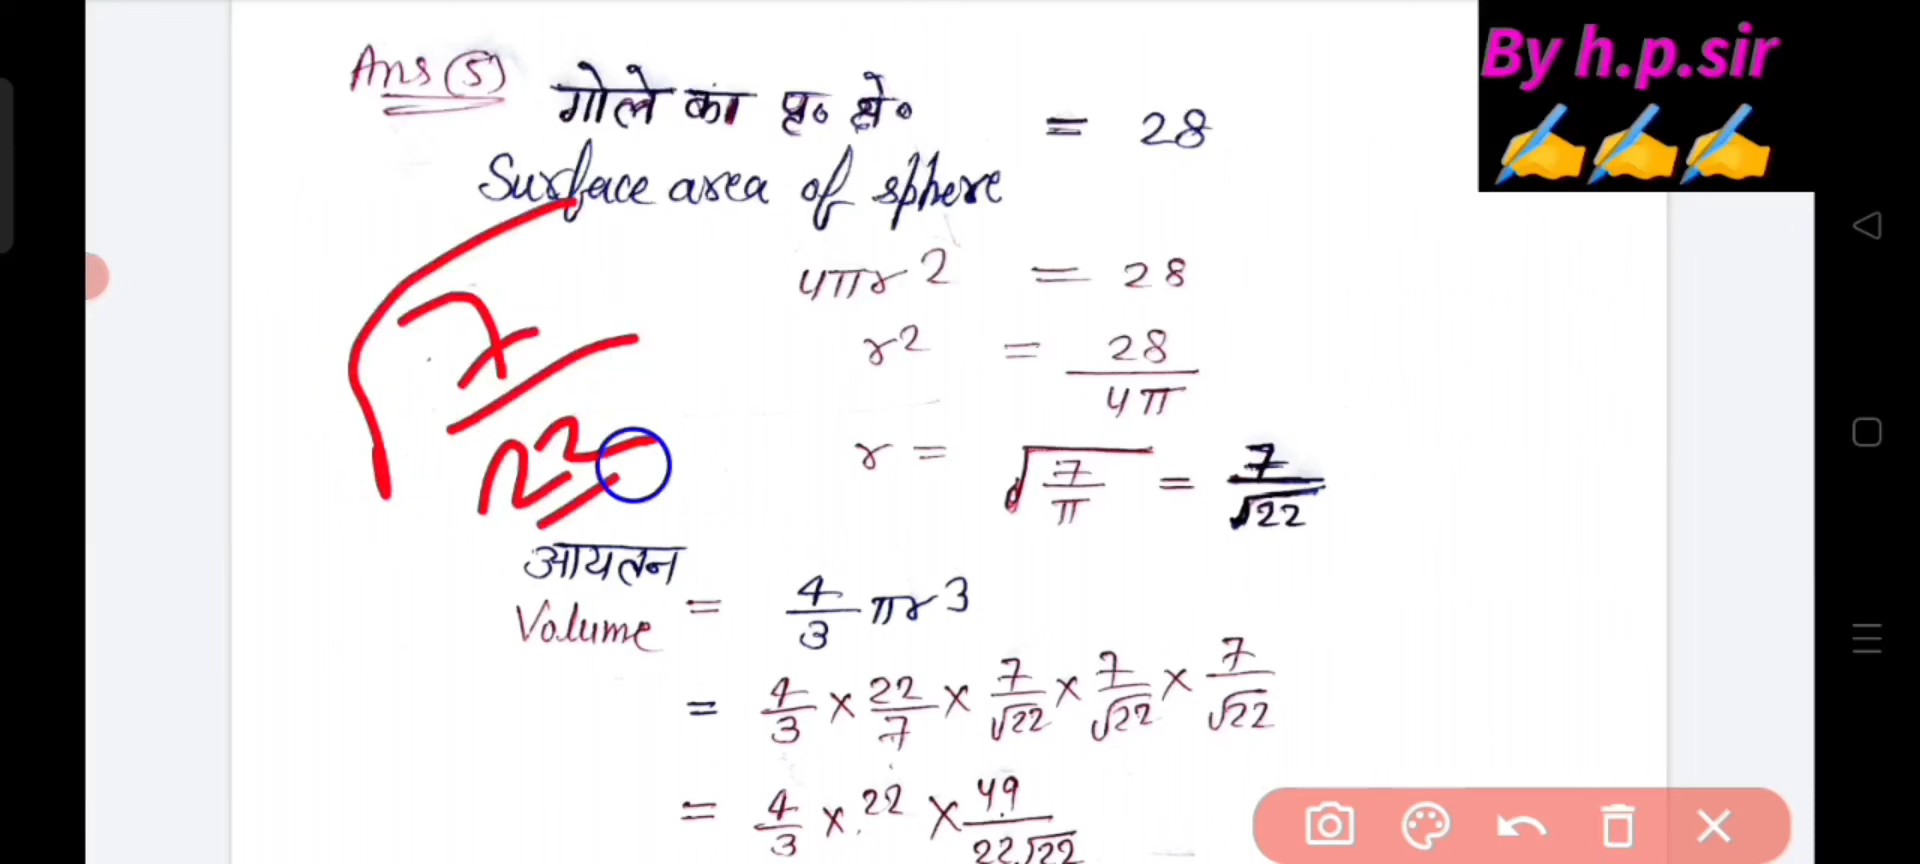 By h.p.sir
Ans (5) गोले का पृ० क्षे० = 28
Surface area of sphere
4πr2 = 28
r2 = 28/4π
r = √7/π = 7/√22
7/22
आयतन
Volume = 4/3 πr3
= 4/3 × 22/7 × 7/√22 × 7/√22 × 7/√22
= 4/3 × 22 × 49/22√22